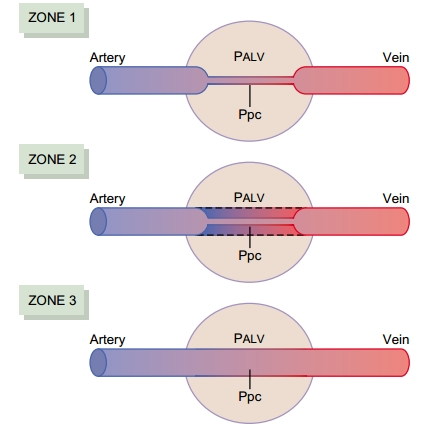 ZONE 1
Artery PALV Vein
Ppc
ZONE 2
Artery PALV Vein
Ppc
ZONE 3
Artery PALV Vein
Ppc